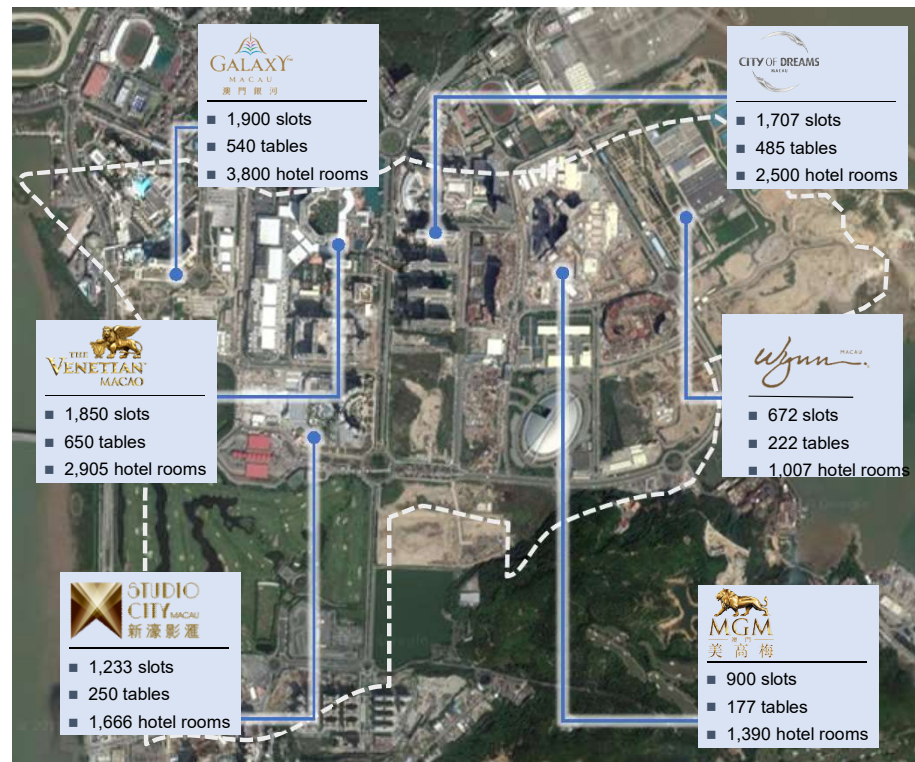 GALAXY™
MACAU
澳門銀河
1,900 slots
540 tables
3,800 hotel rooms
CITY OF DREAMS
MACAU
1,707 slots
485 tables
2,500 hotel rooms
THE
VENETIAN™
MACAO
1,850 slots
650 tables
2,905 hotel rooms
wynn MACAU
672 slots
222 tables
1,007 hotel rooms
STUDIO
CITY MACAU
新濠影滙
1,233 slots
250 tables
1,666 hotel rooms
MGM
澳門
美高梅
900 slots
177 tables
1,390 hotel rooms